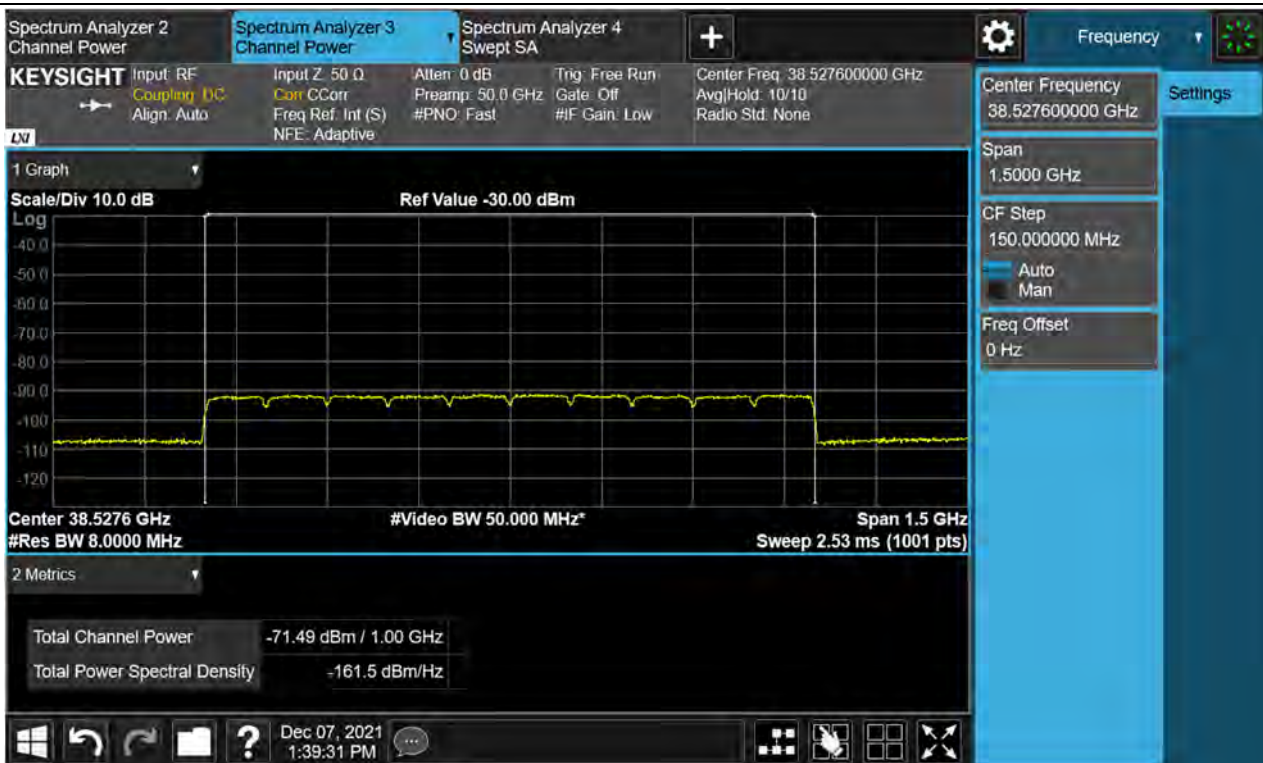 Spectrum Analyzer 2
Channel Power
Spectrum Analyzer 3
Channel Power
Spectrum Analyzer 4
Swept SA
Frequency
KEYSIGHT
Input: RF
Coupling: DC
Align: Auto
Input Z: 50 Ω
Corr CCorr
Freq Ref: Int (S)
NFE: Adaptive
Atten: 0 dB
Preamp: 50.0 GHz
#PNO: Fast
Trig: Free Run
Gate: Off
#IF Gain: Low
Center Freq: 38.527600000 GHz
Avg|Hold: 10/10
Radio Std: None
LXI
Center Frequency
38.527600000 GHz
Settings
Span
1.5000 GHz
CF Step
150.000000 MHz
Auto
Man
Freq Offset
0 Hz
1 Graph
Scale/Div 10.0 dB
Ref Value -30.00 dBm
Log
-40.0
-50.0
-60.0
-70.0
-80.0
-90.0
-100
-110
-120
Center 38.5276 GHz
#Video BW 50.000 MHz*
Span 1.5 GHz
#Res BW 8.0000 MHz
Sweep 2.53 ms (1001 pts)
2 Metrics
Total Channel Power -71.49 dBm / 1.00 GHz
Total Power Spectral Density -161.5 dBm/Hz
?
Dec 07, 2021
1:39:31 PM